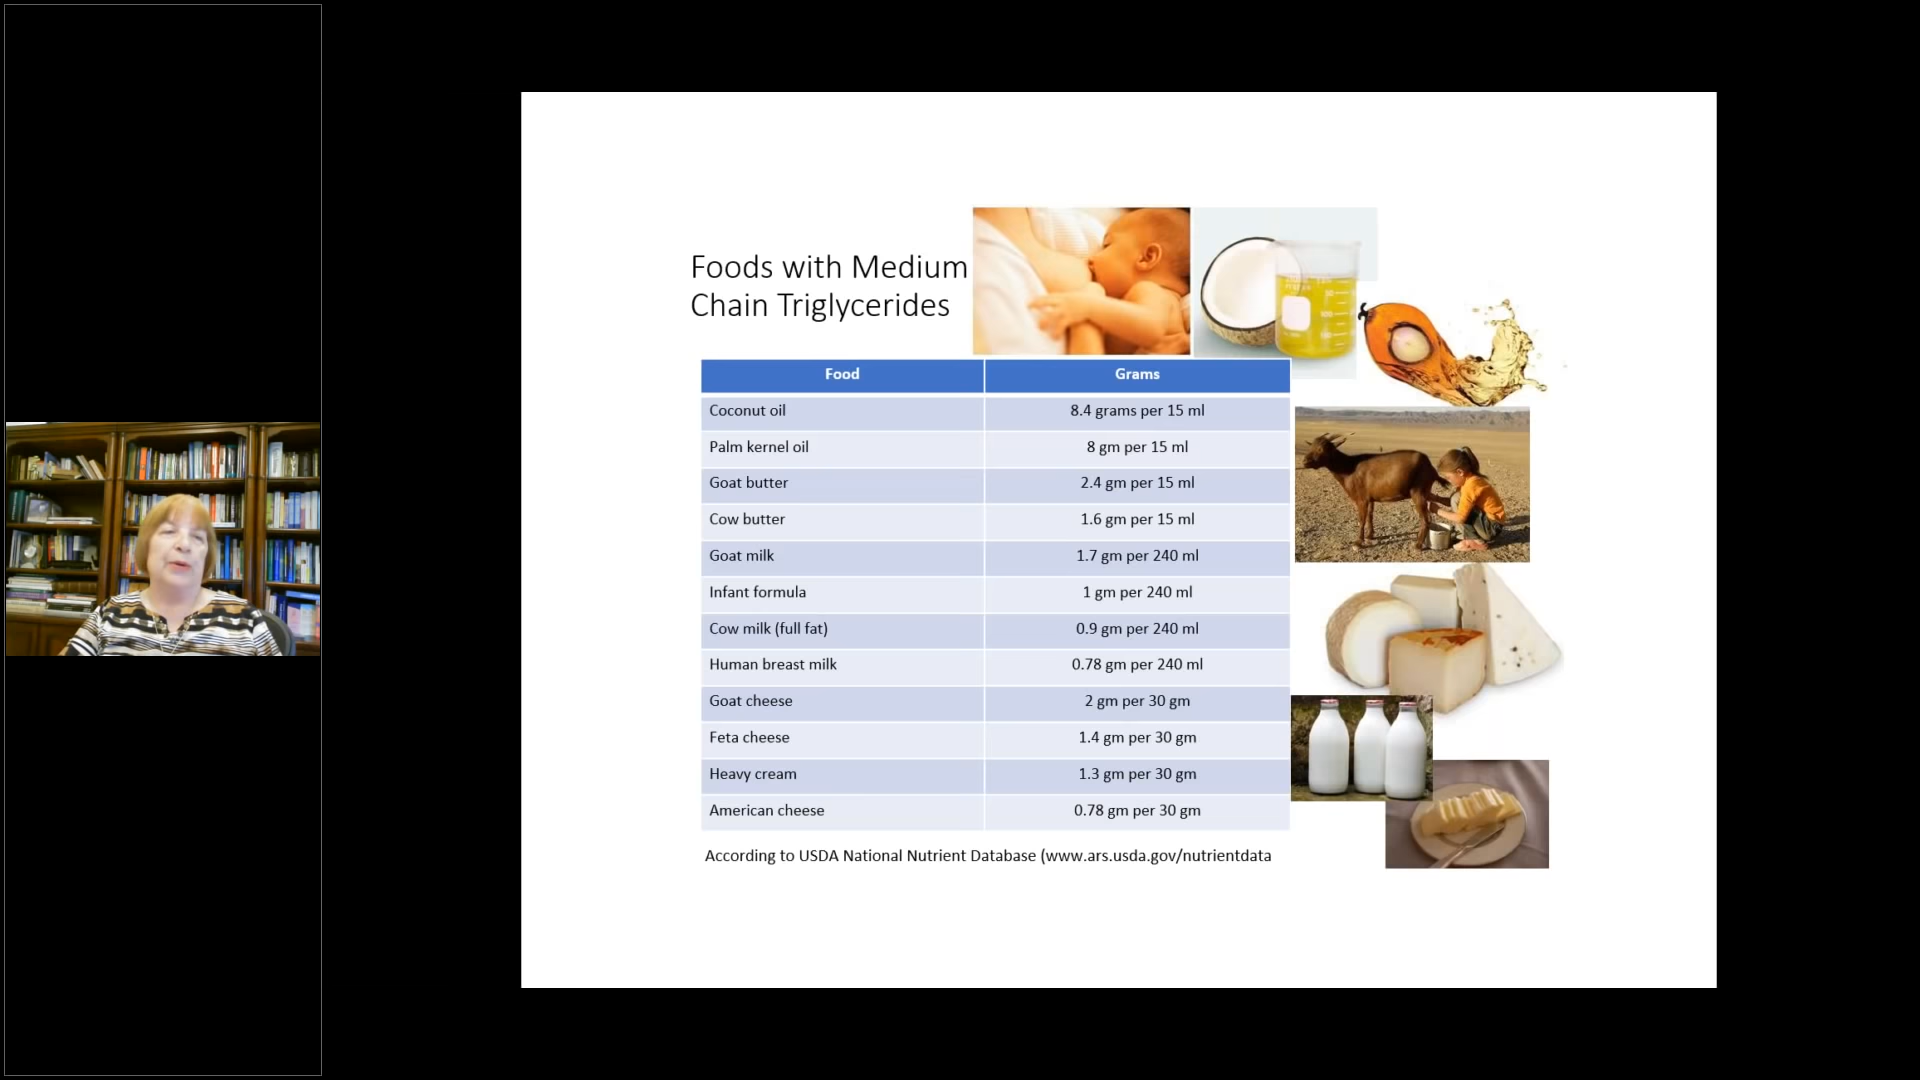 Foods with Medium
Chain Triglycerides
Food Grams
Coconut oil 8.4 grams per 15 ml
Palm kernel oil 8 gm per 15 ml
Goat butter 2.4 gm per 15 ml
Cow butter 1.6 gm per 15 ml
Goat milk 1.7 gm per 240 ml
Infant formula 1 gm per 240 ml
Cow milk (full fat) 0.9 gm per 240 ml
Human breast milk 0.78 gm per 240 ml
Goat cheese 2 gm per 30 gm
Feta cheese 1.4 gm per 30 gm
Heavy cream 1.3 gm per 30 gm
American cheese 0.78 gm per 30 gm
According to USDA National Nutrient Database (www.ars.usda.gov/nutrientdata